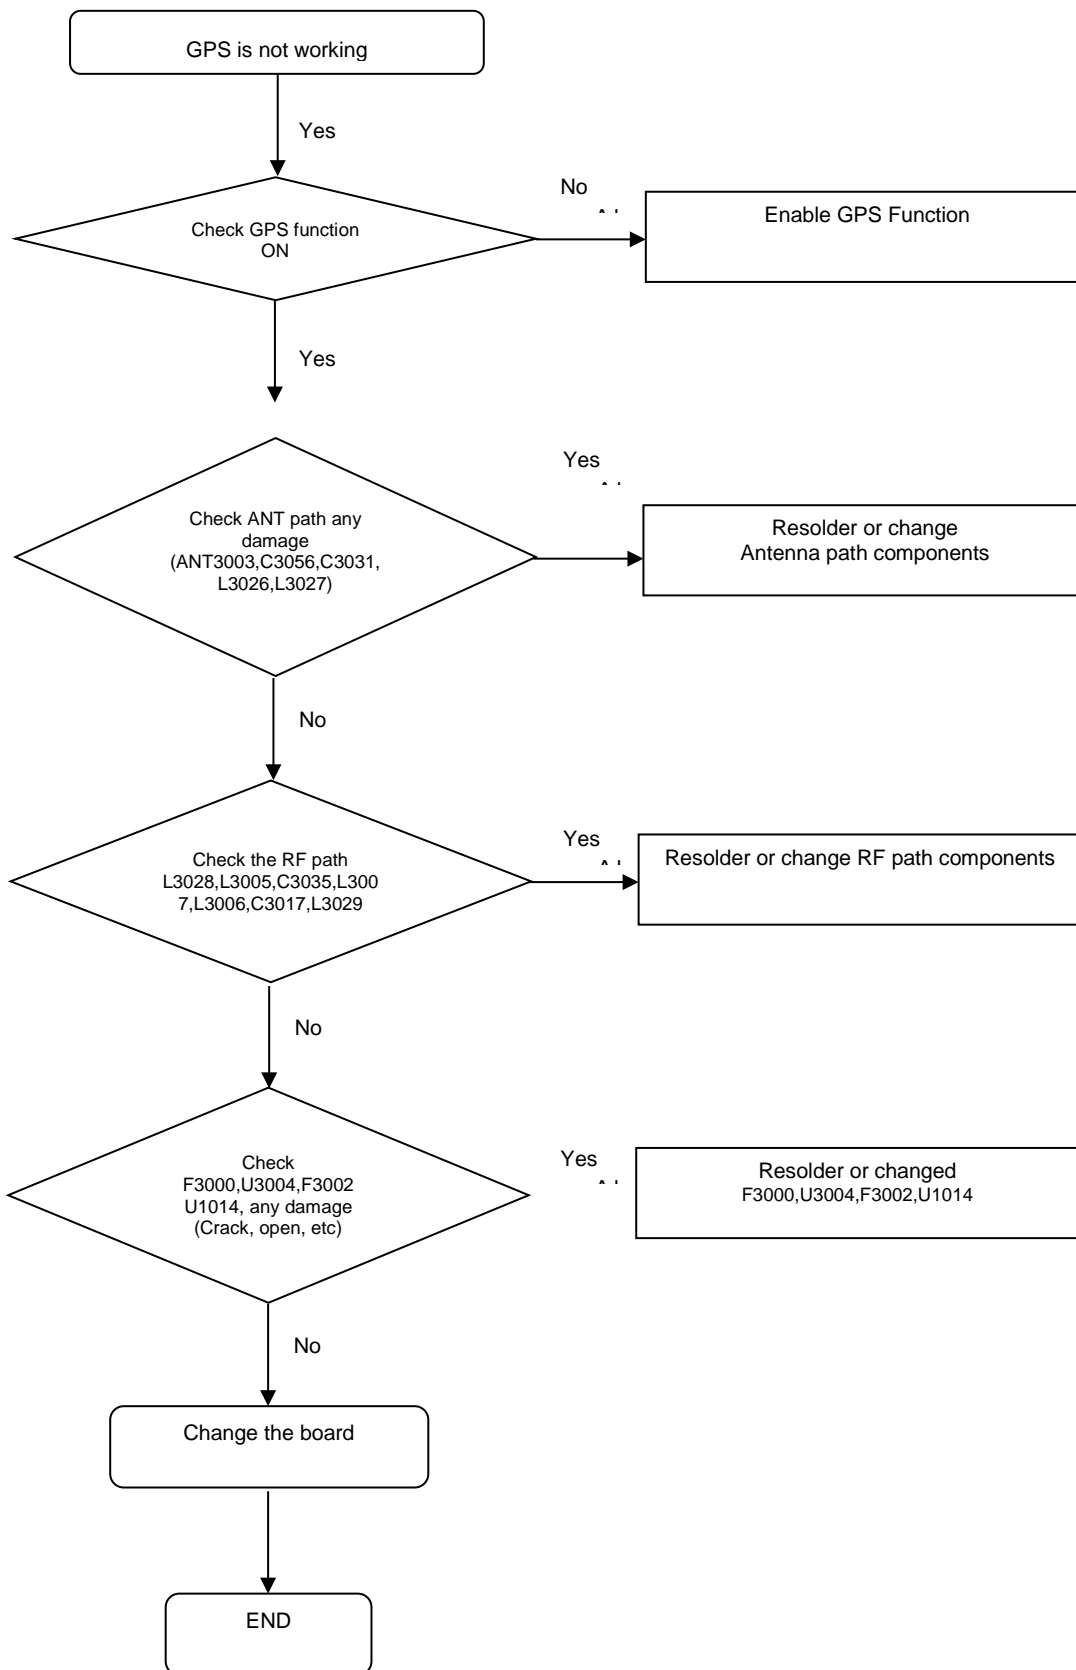 GPS is not working
Yes
Check GPS function
ON
No
Enable GPS Function
Yes
Check ANT path any
damage
(ANT3003,C3056,C3031,
L3026,L3027)
Yes
Resolder or change
Antenna path components
No
Check the RF path
L3028,L3005,C3035,L300
7,L3006,C3017,L3029
Yes
Resolder or change RF path components
No
Check
F3000,U3004,F3002
U1014, any damage
(Crack, open, etc)
Yes
Resolder or changed
F3000,U3004,F3002,U1014
No
Change the board
END